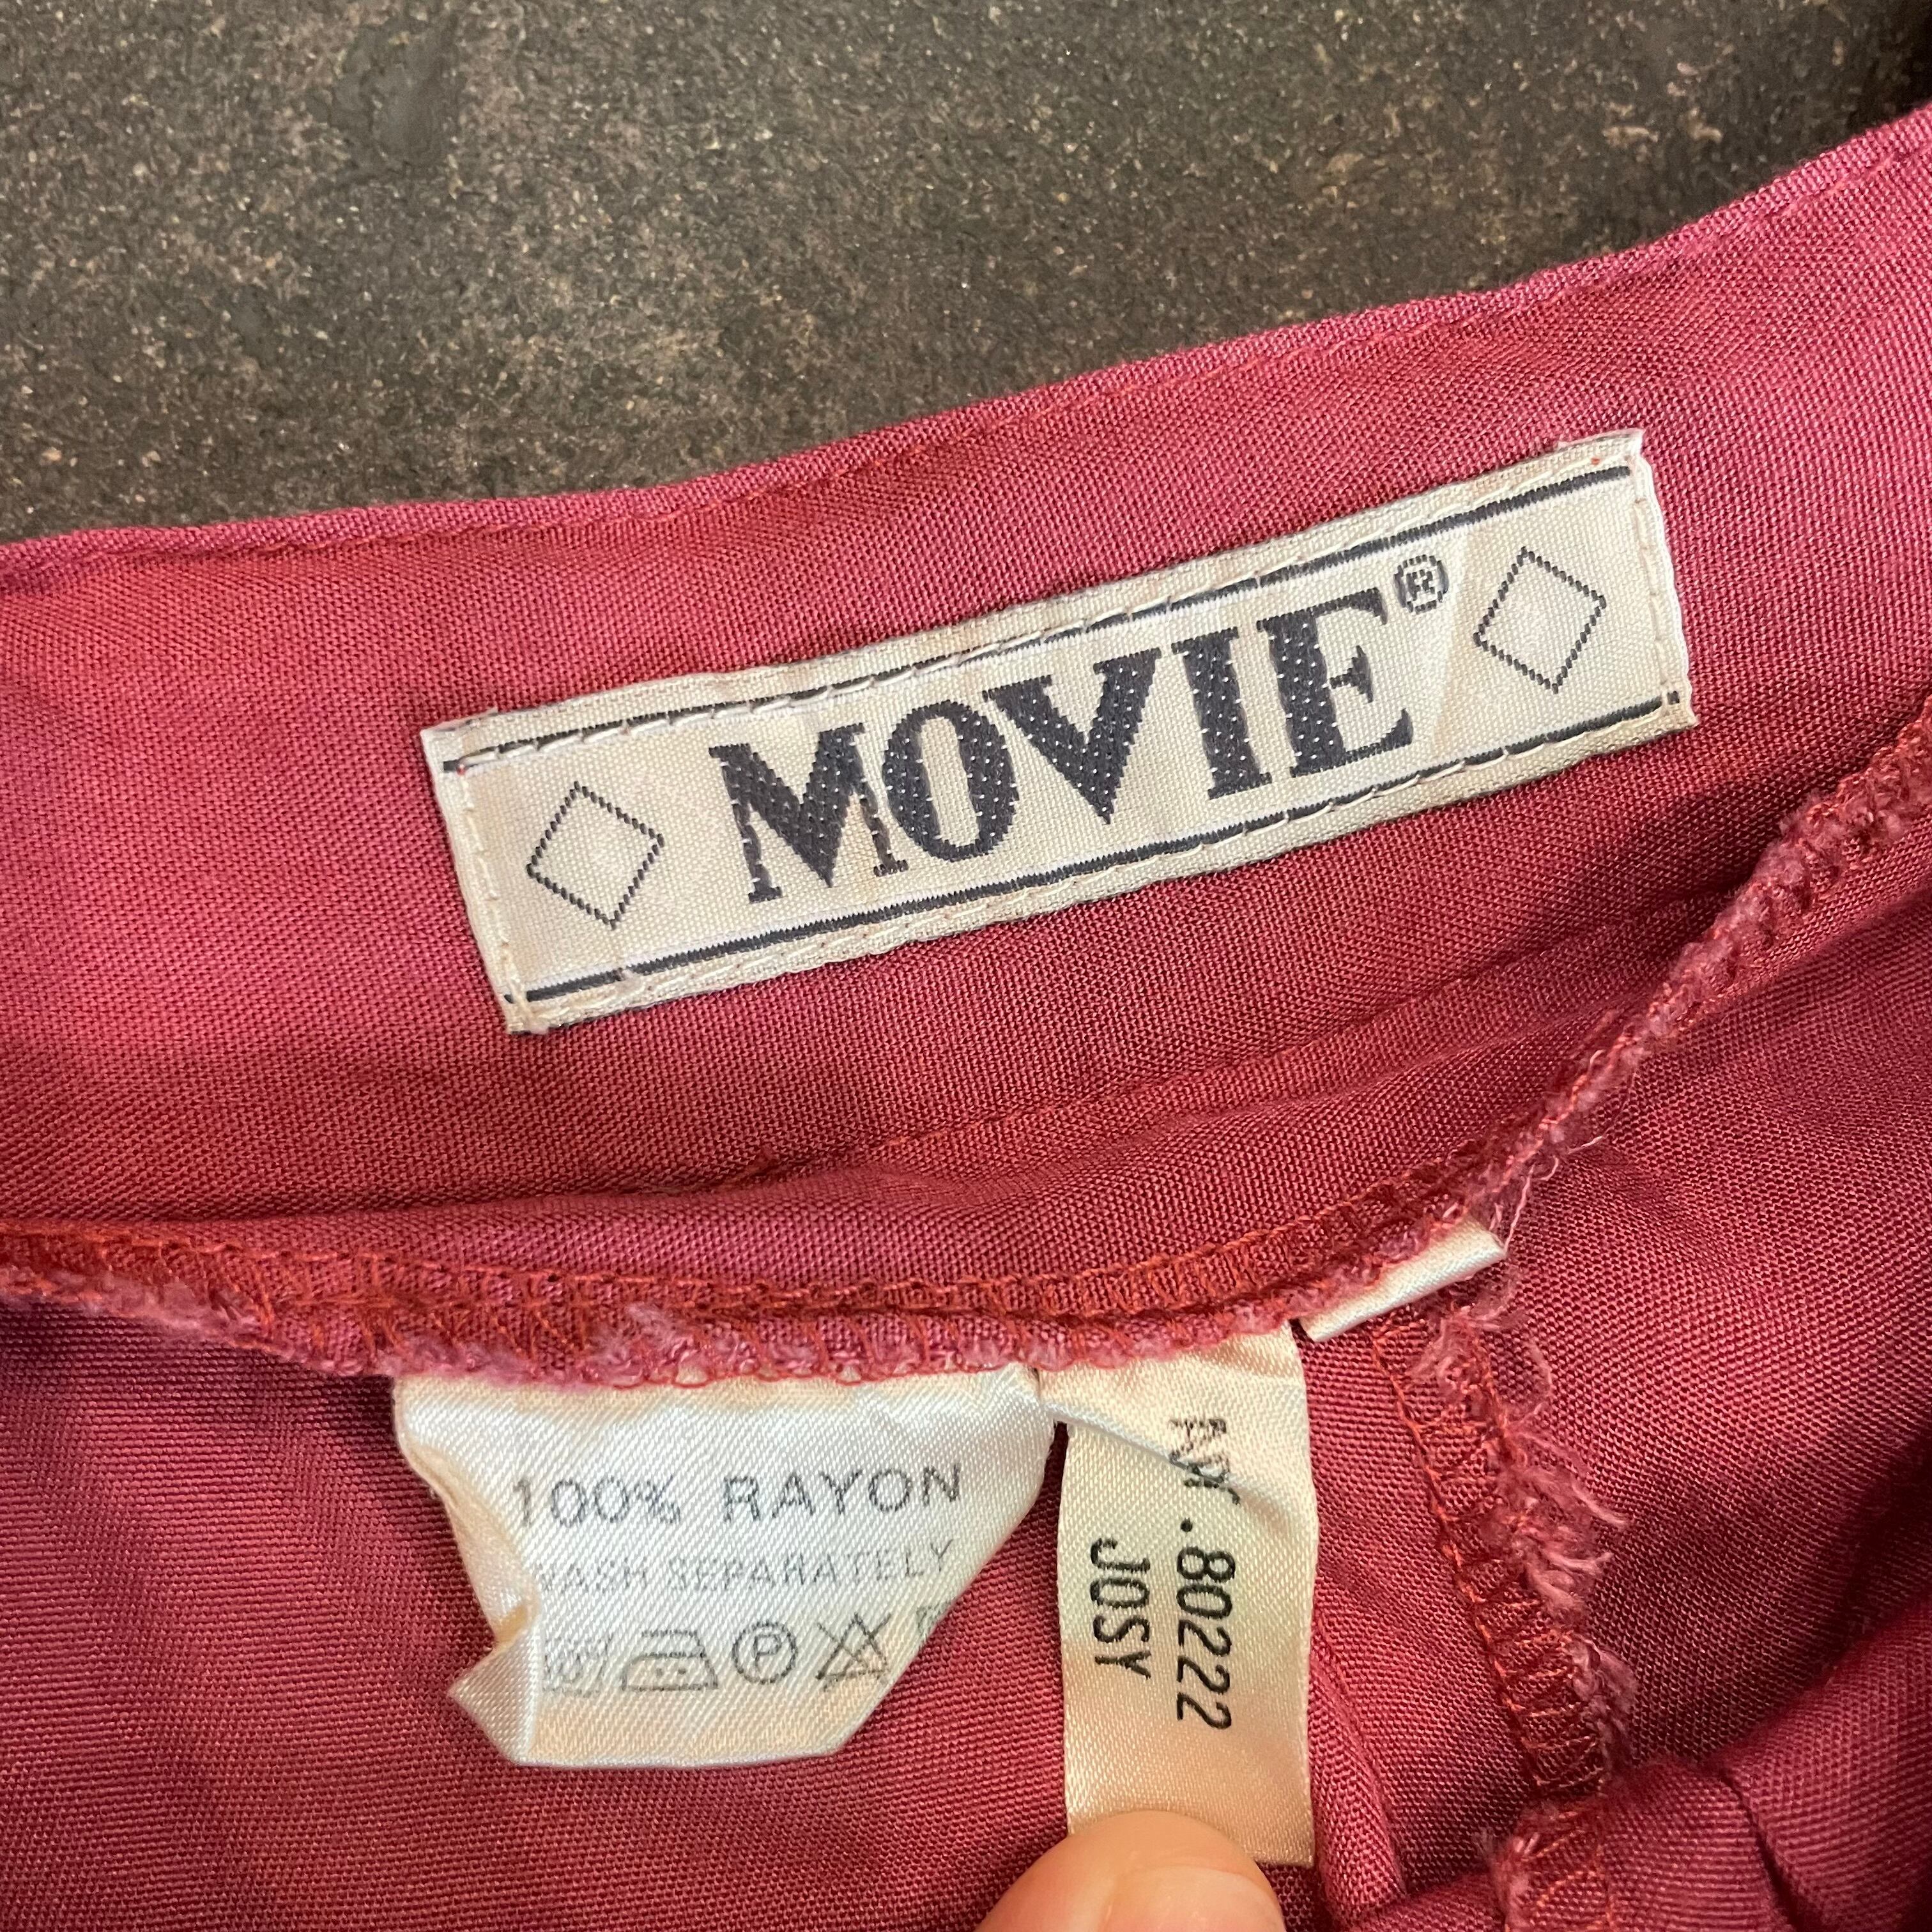 MOVIE®
100% RAYON
WASH SEPARATELY
P
.80222
JOSY